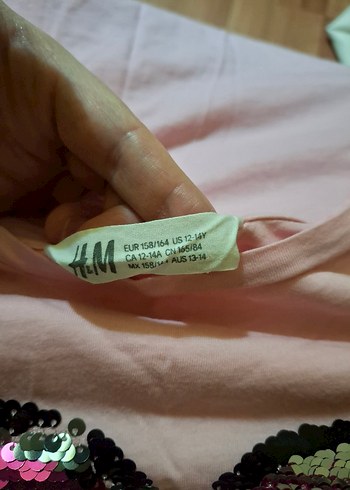 H&M
EUR 158/164 US 12-14Y
CA 12-14A CN 165/84
MX 158/164 AUS 13-14